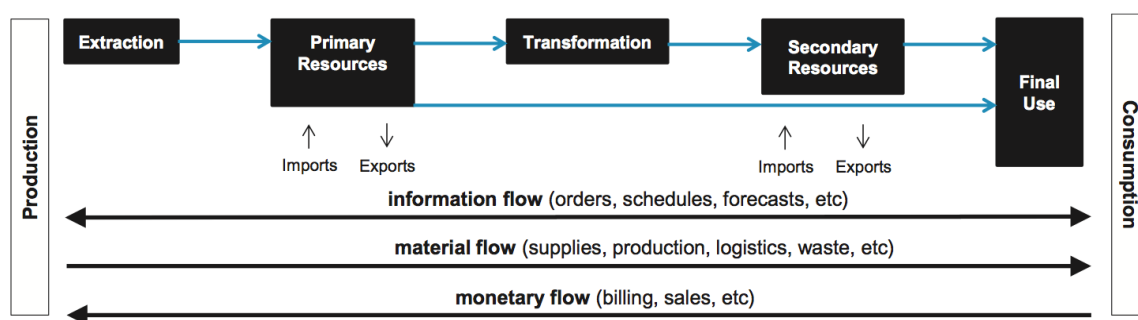 Production
Extraction
Primary
Resources
Transformation
Secondary
Resources
Final
Use
Consumption
Imports
Exports
Imports
Exports
information flow (orders, schedules, forecasts, etc)
material flow (supplies, production, logistics, waste, etc)
monetary flow (billing, sales, etc)